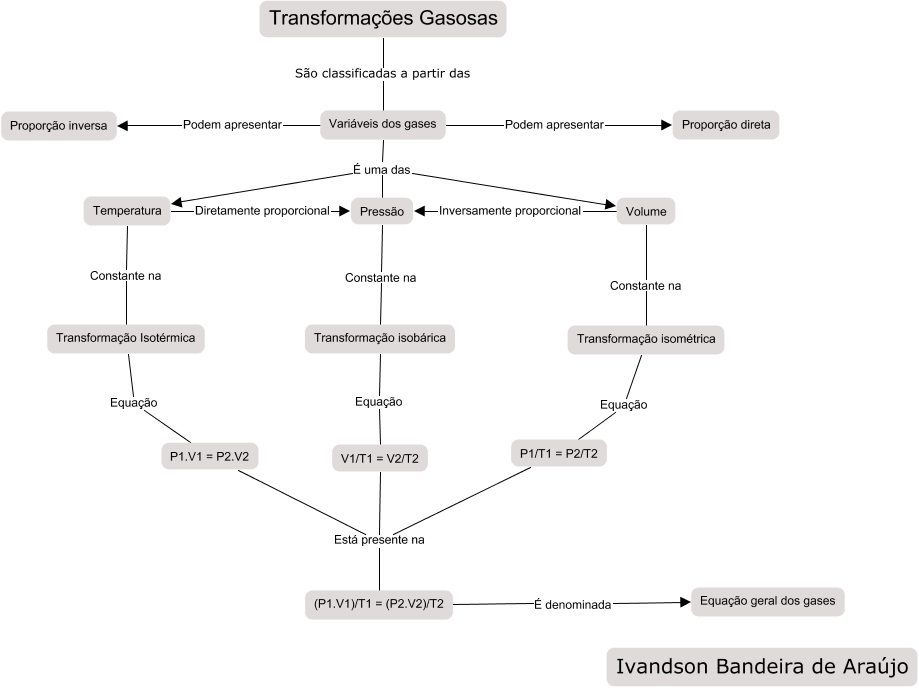 Transformações Gasosas
São classificadas a partir das
Proporção inversa
Podem apresentar
Variáveis dos gases
Podem apresentar
Proporção direta
É uma das
Temperatura
Diretamente proporcional
Pressão
Inversamente proporcional
Volume
Constante na
Constante na
Constante na
Transformação Isotérmica
Transformação isobárica
Transformação isométrica
Equação
Equação
Equação
P1.V1 = P2.V2
V1/T1 = V2/T2
P1/T1 = P2/T2
Está presente na
(P1.V1)/T1 = (P2.V2)/T2
É denominada
Equação geral dos gases
Ivandson Bandeira de Araújo